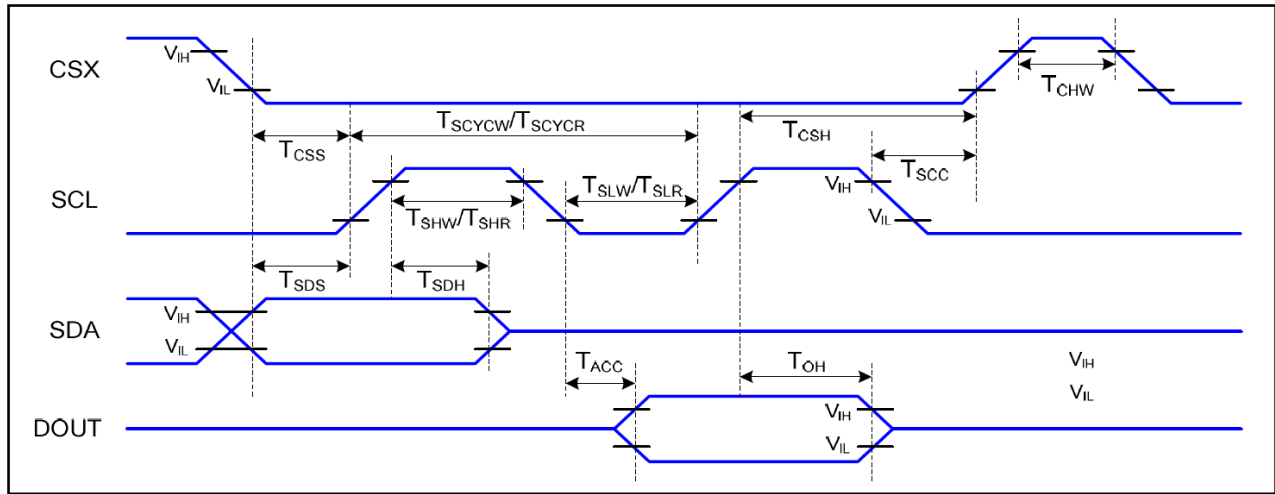 CSX
VIH
VIL
TCHW
TSCYCW/TSCYCR
TCSH
TCSS
TSCC
SCL
TSLW/TSLR
VIH
VIL
TSHW/TSHR
TSDS
TSDH
SDA
VIH
VIL
TACC
TOH
VIH
VIL
DOUT
VIH
VIL